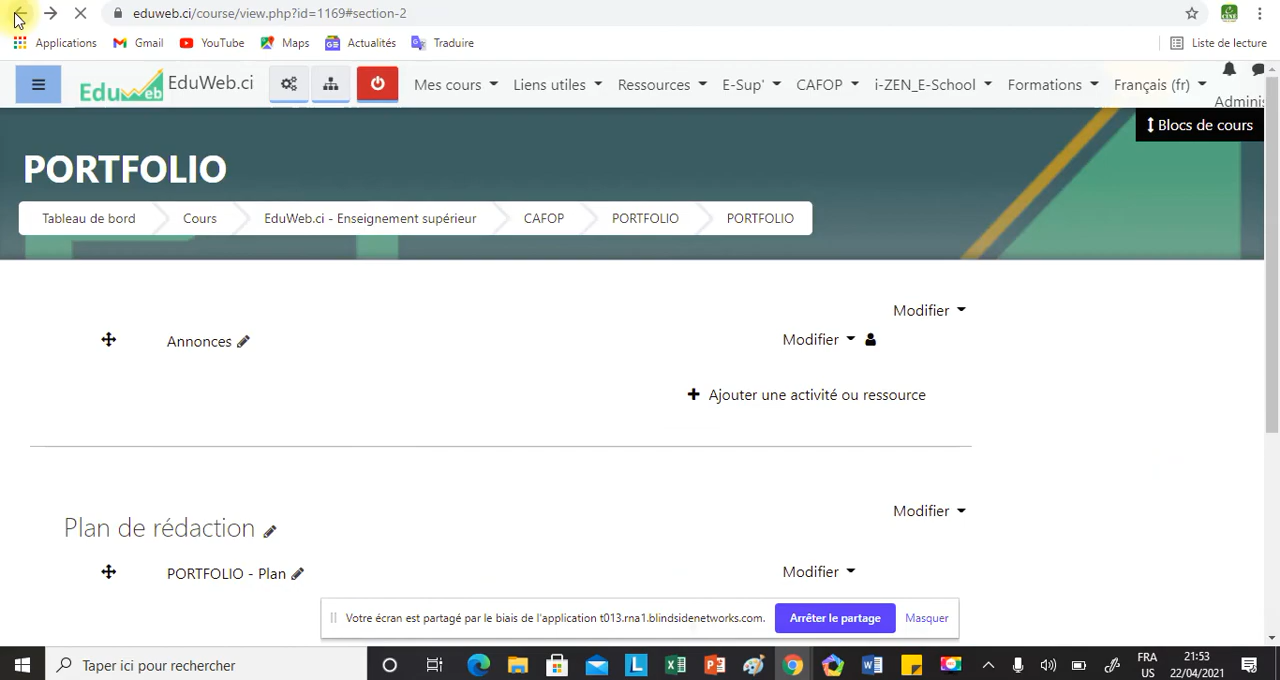 eduweb.ci/course/view.php?id=1169#section-2
Applications Gmail YouTube Maps Actualités Traduire Liste de lecture
Eduweb EduWeb.ci Mes cours Liens utiles Ressources E-Sup' CAFOP i-ZEN_E-School Formations Français (fr)
Adminis
Blocs de cours
PORTFOLIO
Tableau de bord Cours EduWeb.ci - Enseignement supérieur CAFOP PORTFOLIO PORTFOLIO
Modifier
Annonces Modifier
Ajouter une activité ou ressource
Modifier
Plan de rédaction
PORTFOLIO - Plan Modifier
Votre écran est partagé par le biais de l'application t013.rna1.blindsidenetworks.com. Arrêter le partage Masquer
Taper ici pour rechercher
FRA 21:53
US 22/04/2021